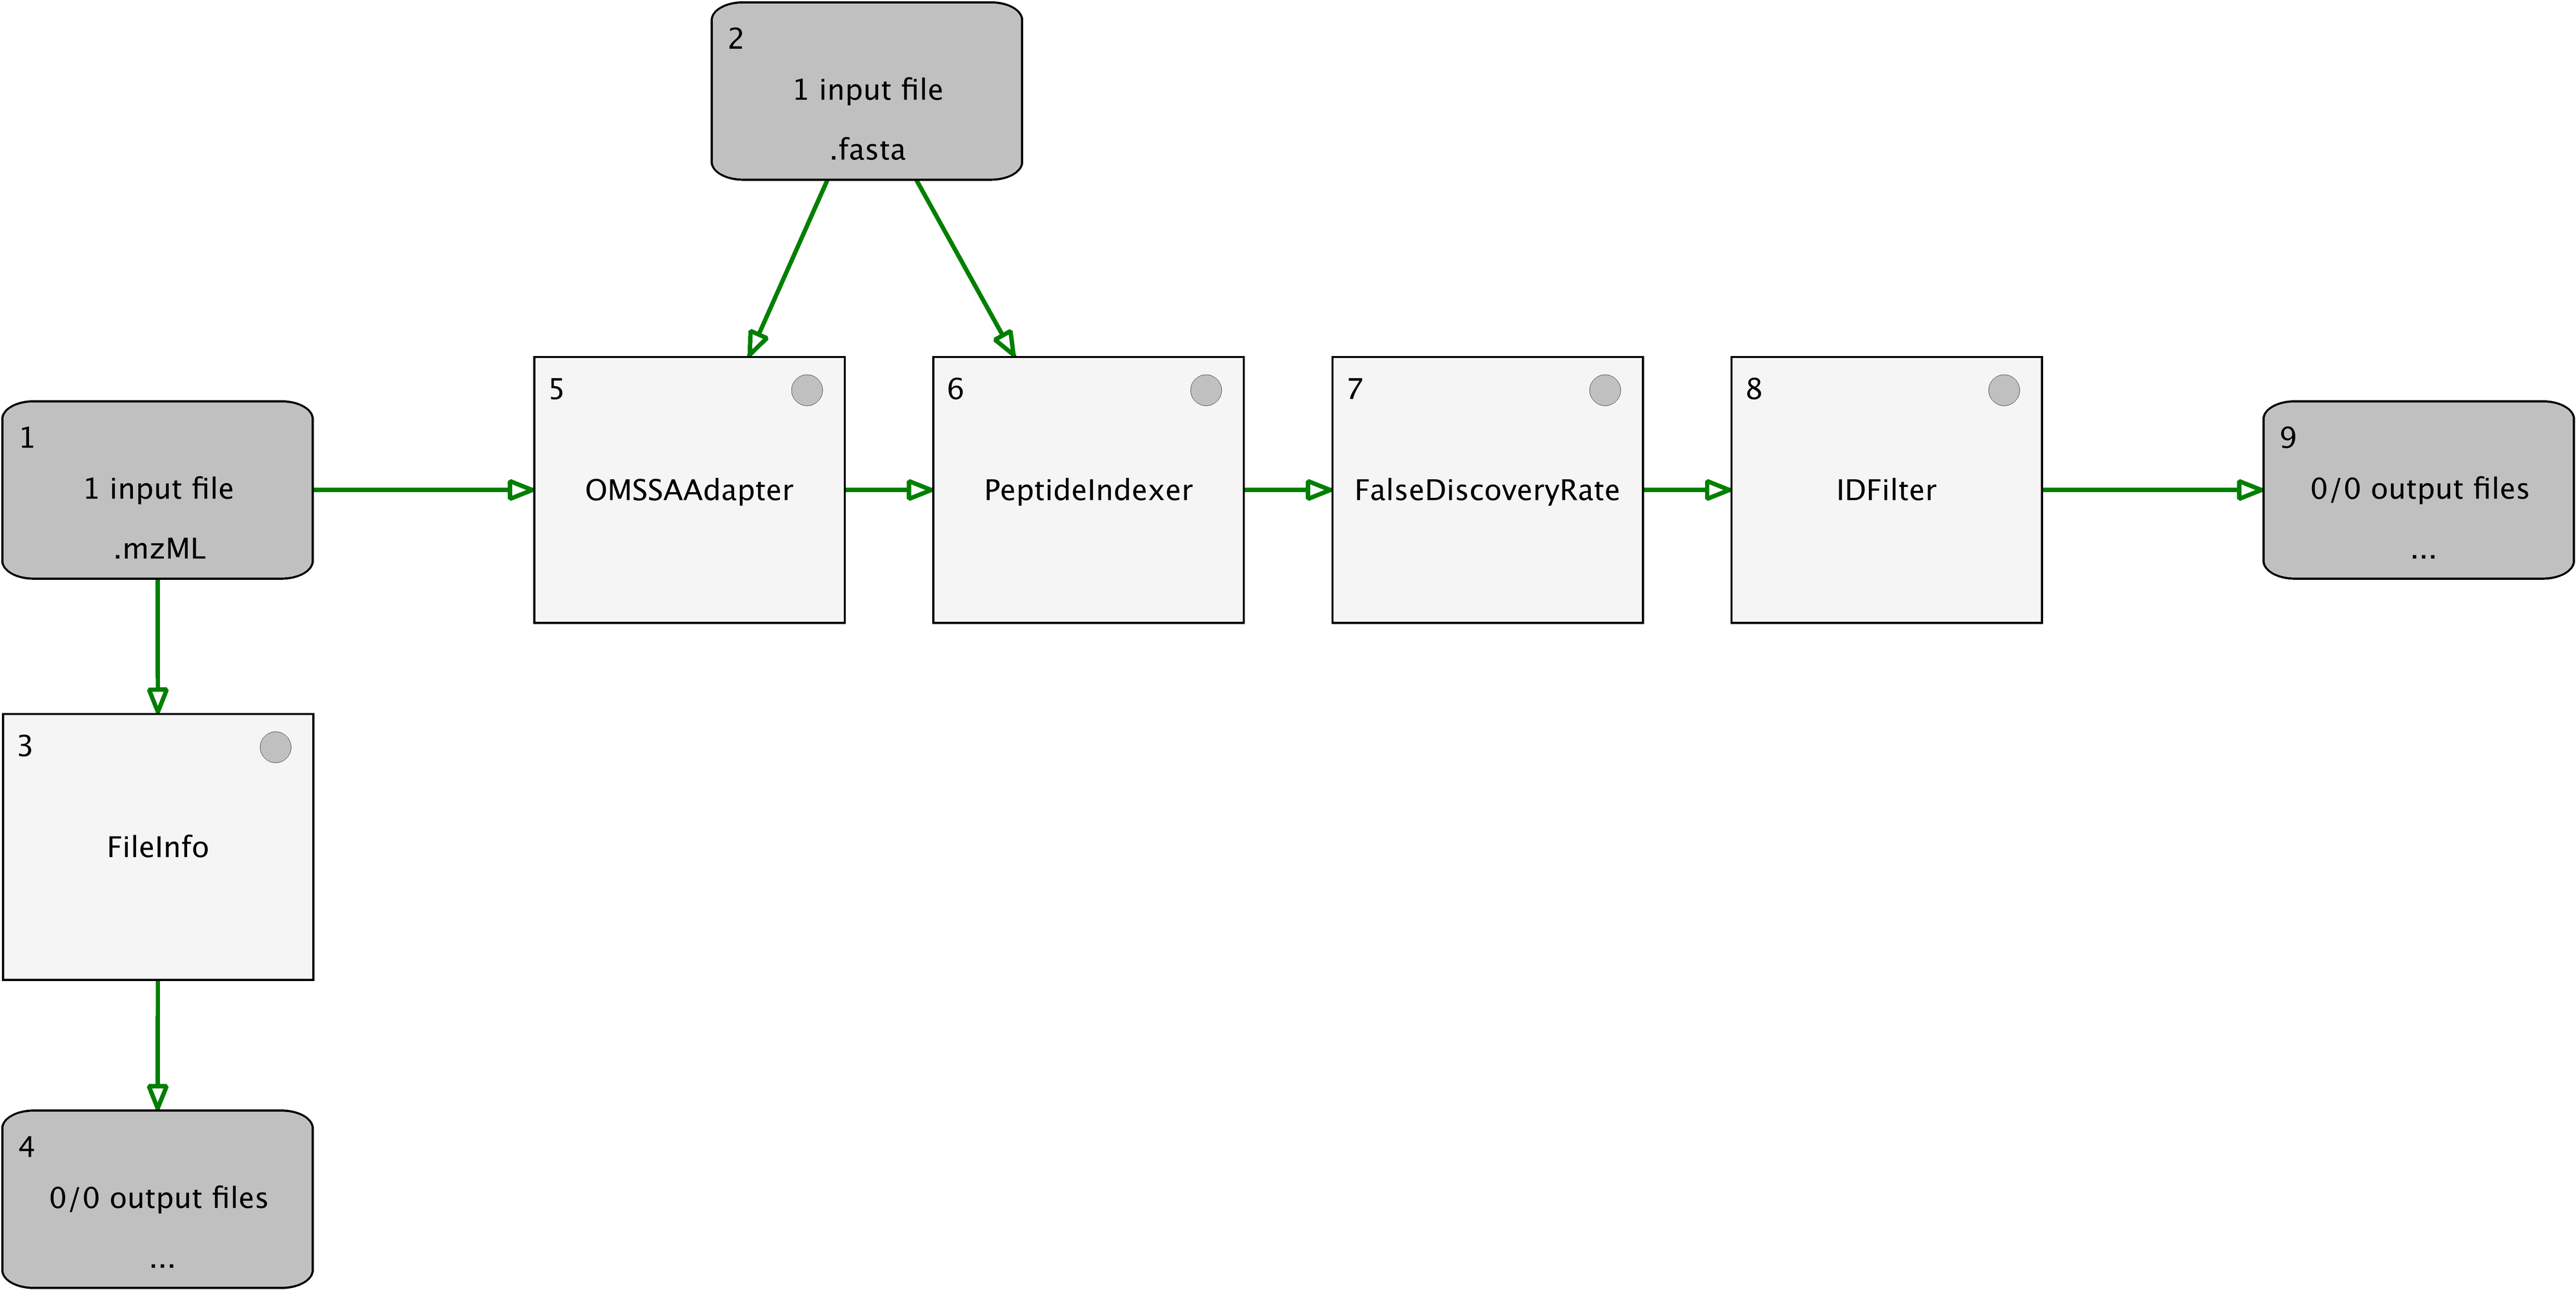 2
1 input file
.fasta
1
1 input file
.mzML
5
OMSSAAdapter
6
PeptideIndexer
7
FalseDiscoveryRate
8
IDFilter
9
0/0 output files
...
3
FileInfo
4
0/0 output files
...